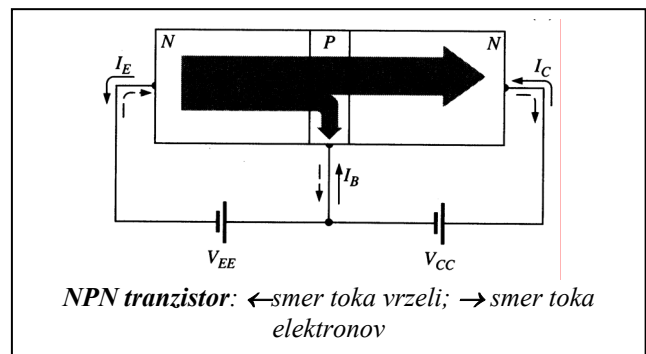 N P N
I_E I_C
I_B
V_EE V_CC
NPN tranzistor: ←smer toka vrzeli; → smer toka
elektronov